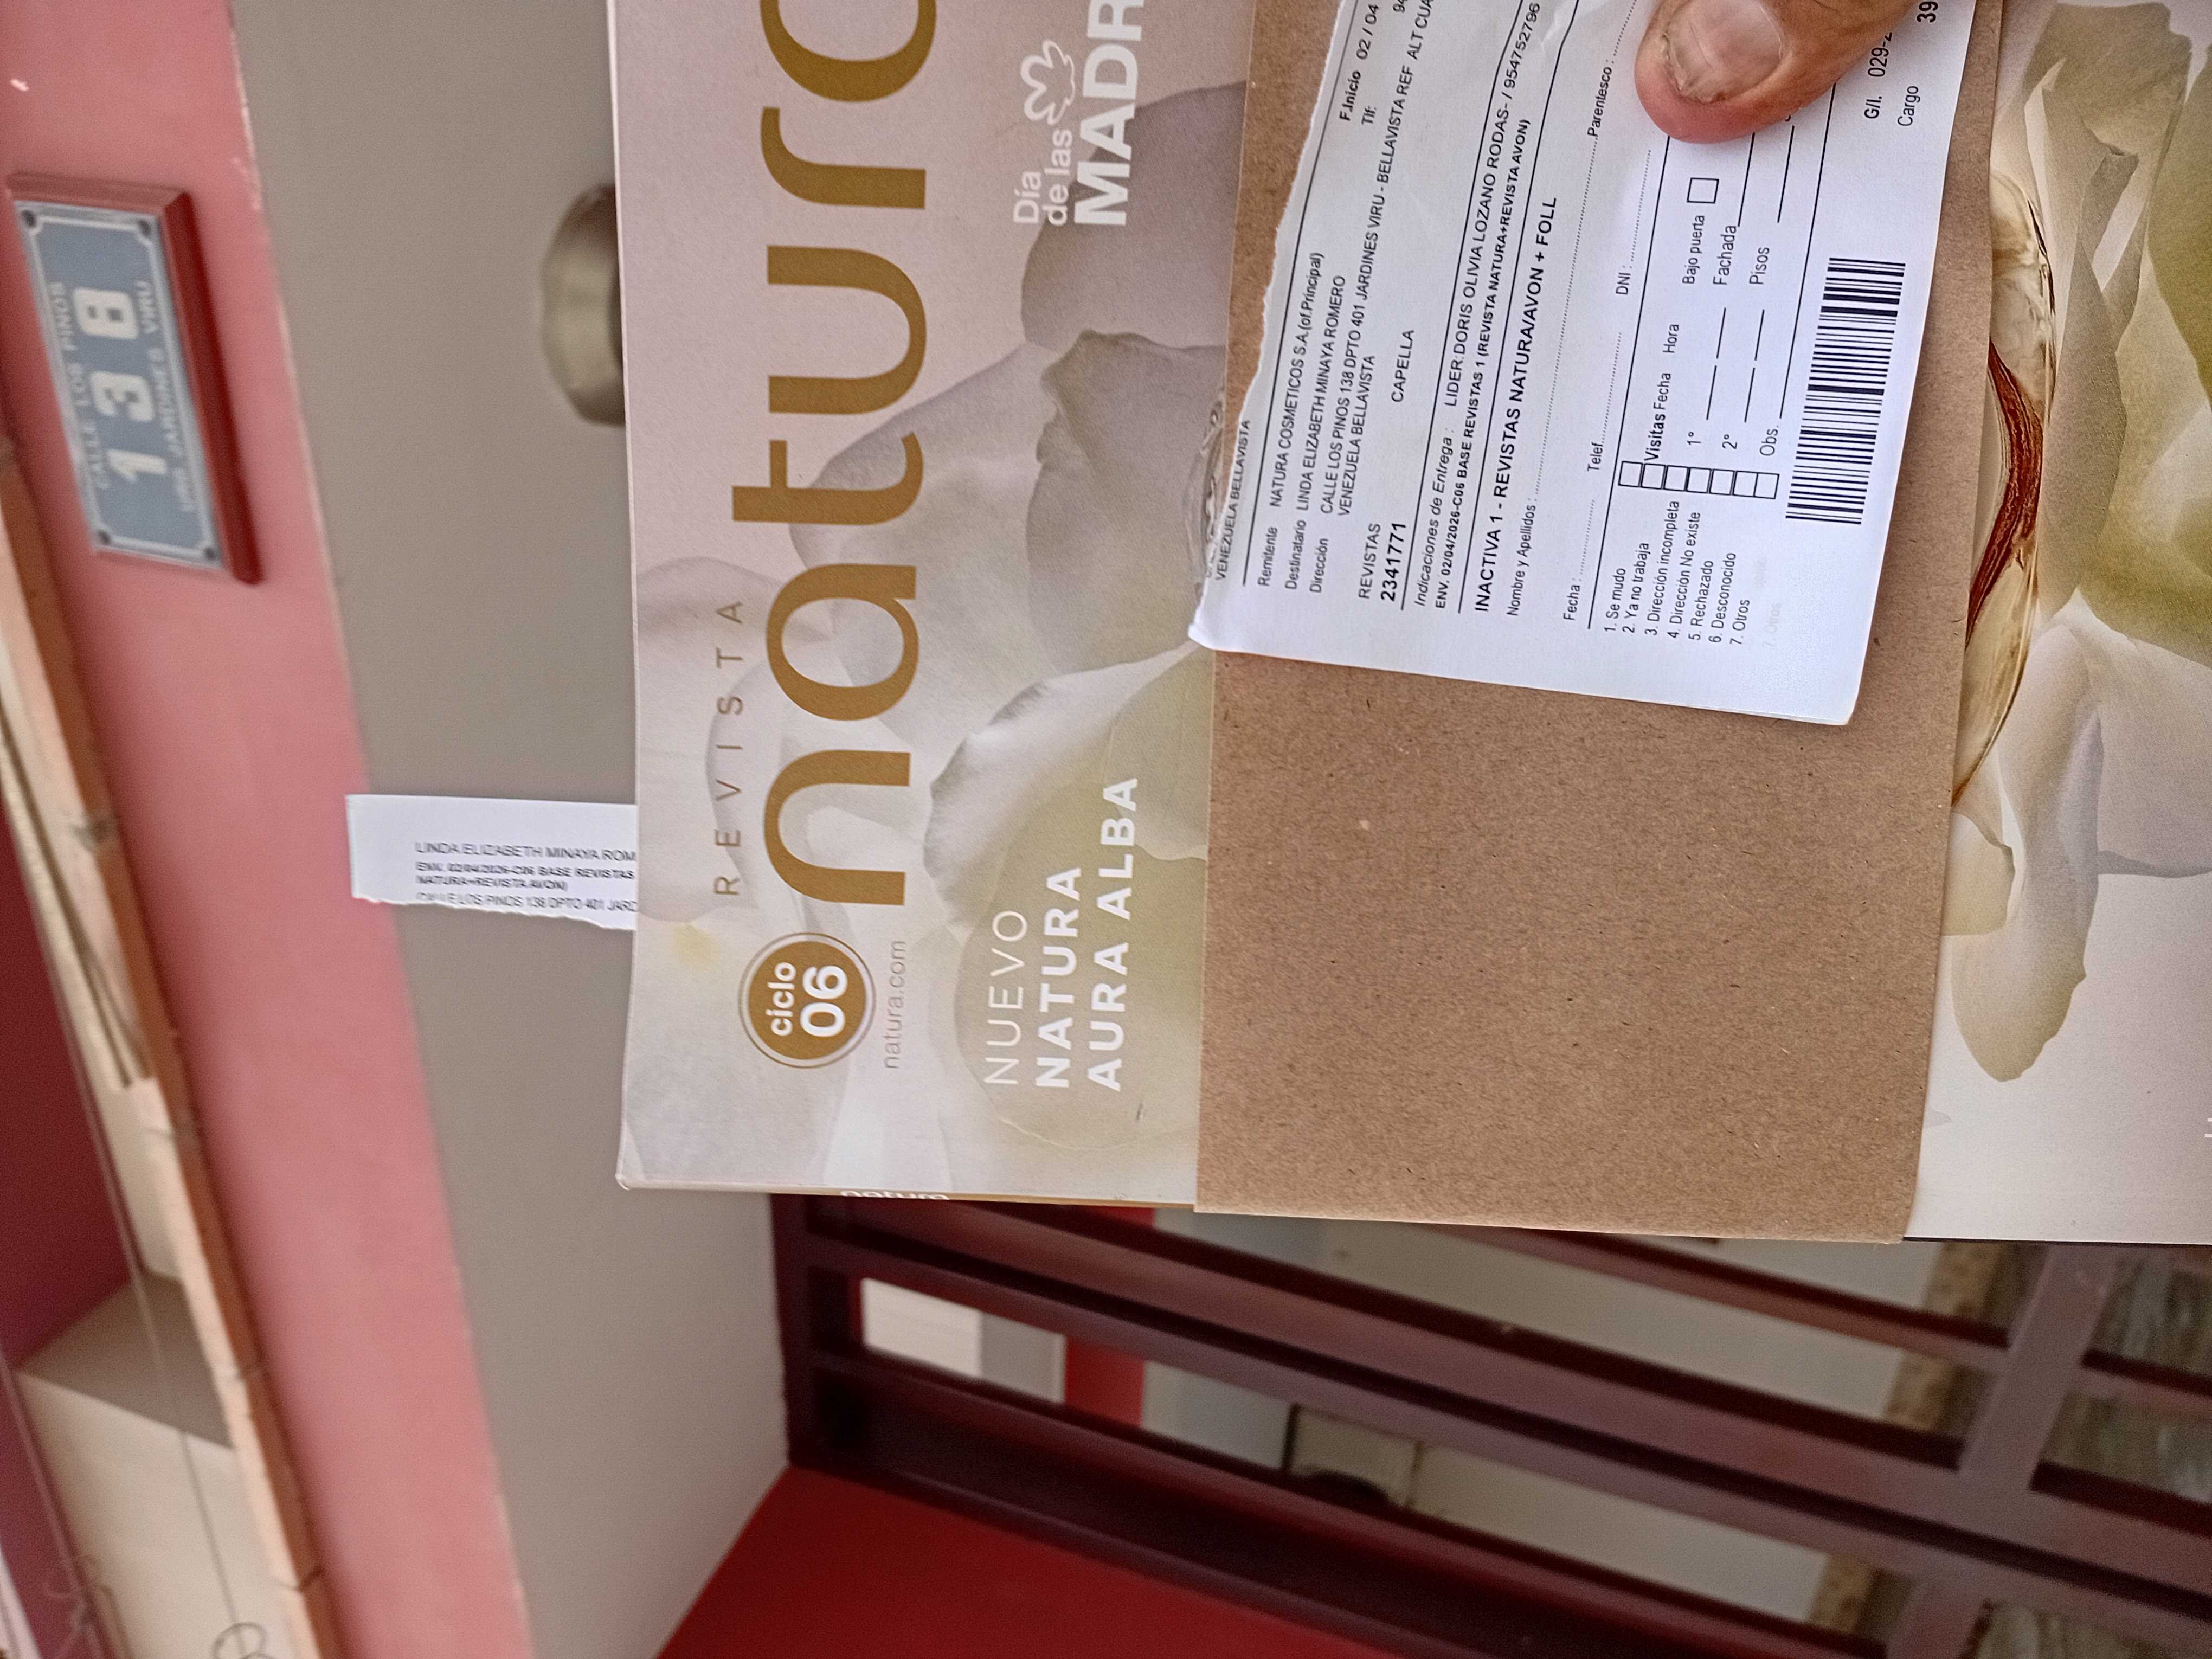 CALLE LOS PINOS
138
URB JARDINES VIRU
LINDA ELIZABETH MINAYA ROM
ENV. 02/04/2026-C06 BASE REVISTAS
NATURA+REVISTA AVON)
CALLE LOS PINOS 138 DPTO 401 JARD
REVISTA
natura
ciclo
06
natura.com
Día
de las
MADR
NUEVO
NATURA
AURA ALBA
natura
VENEZUELA BELLAVISTA
F.Inicio 02 / 04
Remitente NATURA COSMETICOS S.A.(of.Principal)
Tlf:
Destinatario LINDA ELIZABETH MINAYA ROMERO
Dirección CALLE LOS PINOS 138 DPTO 401 JARDINES VIRU - BELLAVISTA REF ALT CUA
VENEZUELA BELLAVISTA
REVISTAS
23411771 CAPELLA
Indicaciones de Entrega : LIDER:DORIS OLIVIA LOZANO RODAS- / 954752796
ENV. 02/04/2026-C06 BASE REVISTAS 1 (REVISTA NATURA+REVISTA AVON)
INACTIVA 1 - REVISTAS NATURA/AVON + FOLL
Nombre y Apellidos : Parentesco :
Fecha : Telef. DNI :
1. Se mudo
2. Ya no trabaja
3. Dirección incompleta
4. Dirección No existe
5. Rechazado
6. Desconocido
7. Otros
Visitas Fecha Hora
1°
2°
Obs.
Bajo puerta
Fachada
Pisos
G/I. 029-2
Cargo 39